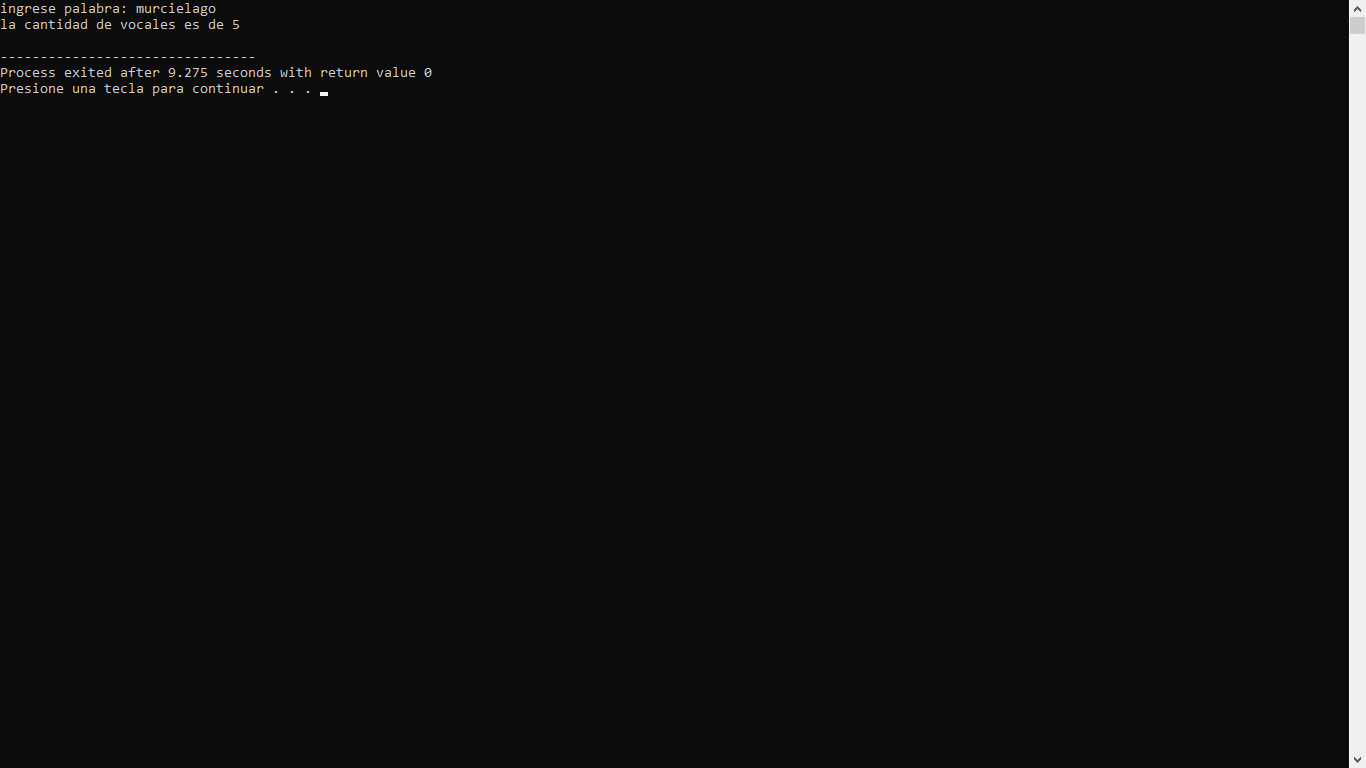 ingrese palabra: murcielago
la cantidad de vocales es de 5
--------------------------------
Process exited after 9.275 seconds with return value 0
Presione una tecla para continuar . . .